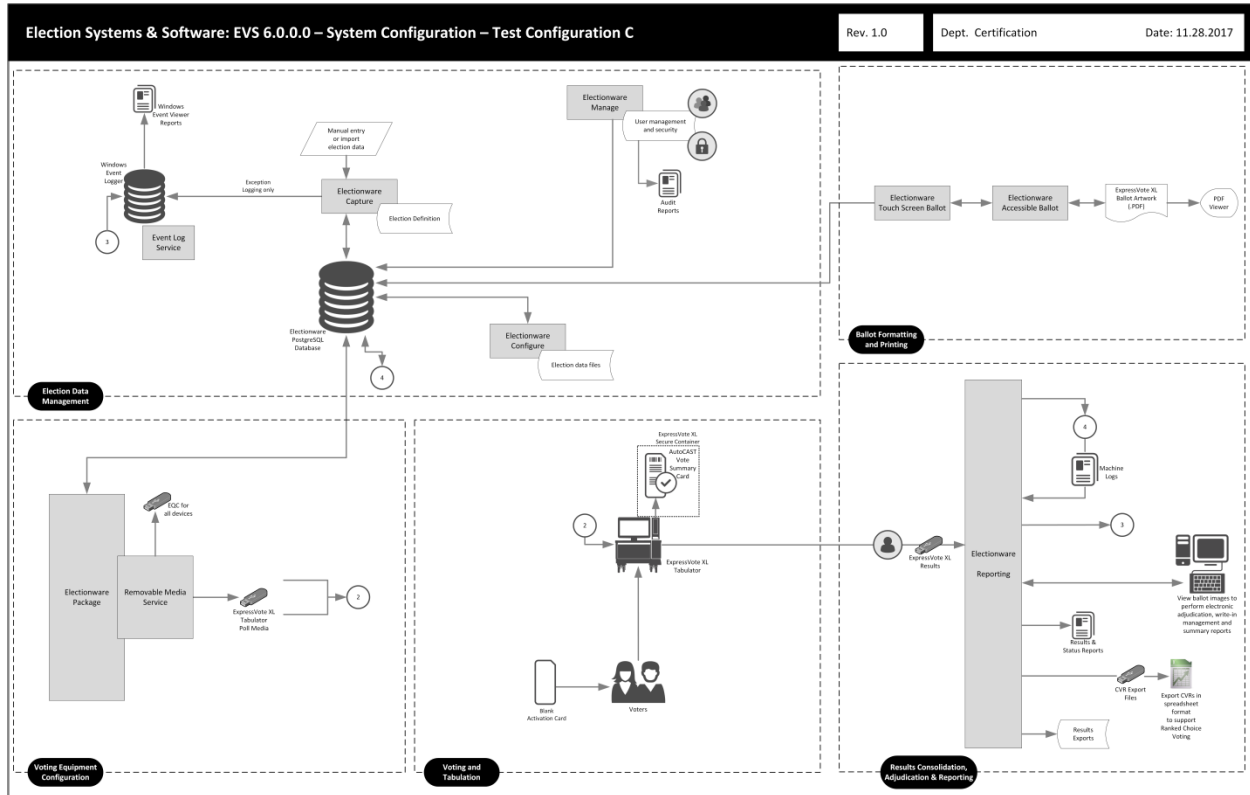 Election Systems & Software: EVS 6.0.0.0 – System Configuration – Test Configuration C
Rev. 1.0
Dept. Certification
Date: 11.28.2017
Windows
Event Viewer
Reports
Windows
Event
Logger
3
Event Log
Service
Exception
Logging only
Manual entry
or import
election data
Electionware
Capture
Election Definition
Electionware
Manage
User management
and security
Audit
Reports
Electionware
PostgreSQL
Database
4
Electionware
Configure
Election data files
Election Data
Management
Electionware
Touch Screen Ballot
Electionware
Accessible Ballot
ExpressVote XL
Ballot Artwork
(.PDF)
PDF
Viewer
Ballot Formatting
and Printing
Electionware
Package
EQC for
all devices
Removable Media
Service
ExpressVote XL
Tabulator
Poll Media
2
Voting Equipment
Configuration
ExpressVote XL
Secure Container
AutoCAST
Vote
Summary
Card
2
ExpressVote XL
Tabulator
Blank
Activation Card
Voters
Voting and
Tabulation
ExpressVote XL
Results
Electionware
Reporting
4
Machine
Logs
3
View ballot images to
perform electronic
adjudication, write-in
management and
summary reports
Results &
Status Reports
CVR Export
Files
Export CVRs in
spreadsheet
format
to support
Ranked Choice
Voting
Results
Exports
Results Consolidation,
Adjudication & Reporting